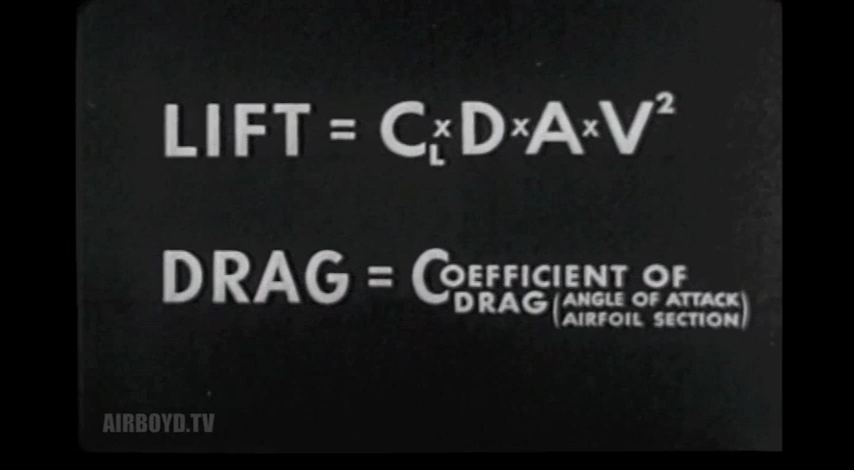 LIFT = C_L × D × A × V²
DRAG = COEFFICIENT OF
DRAG (ANGLE OF ATTACK
AIRFOIL SECTION)
AIRBOYD.TV